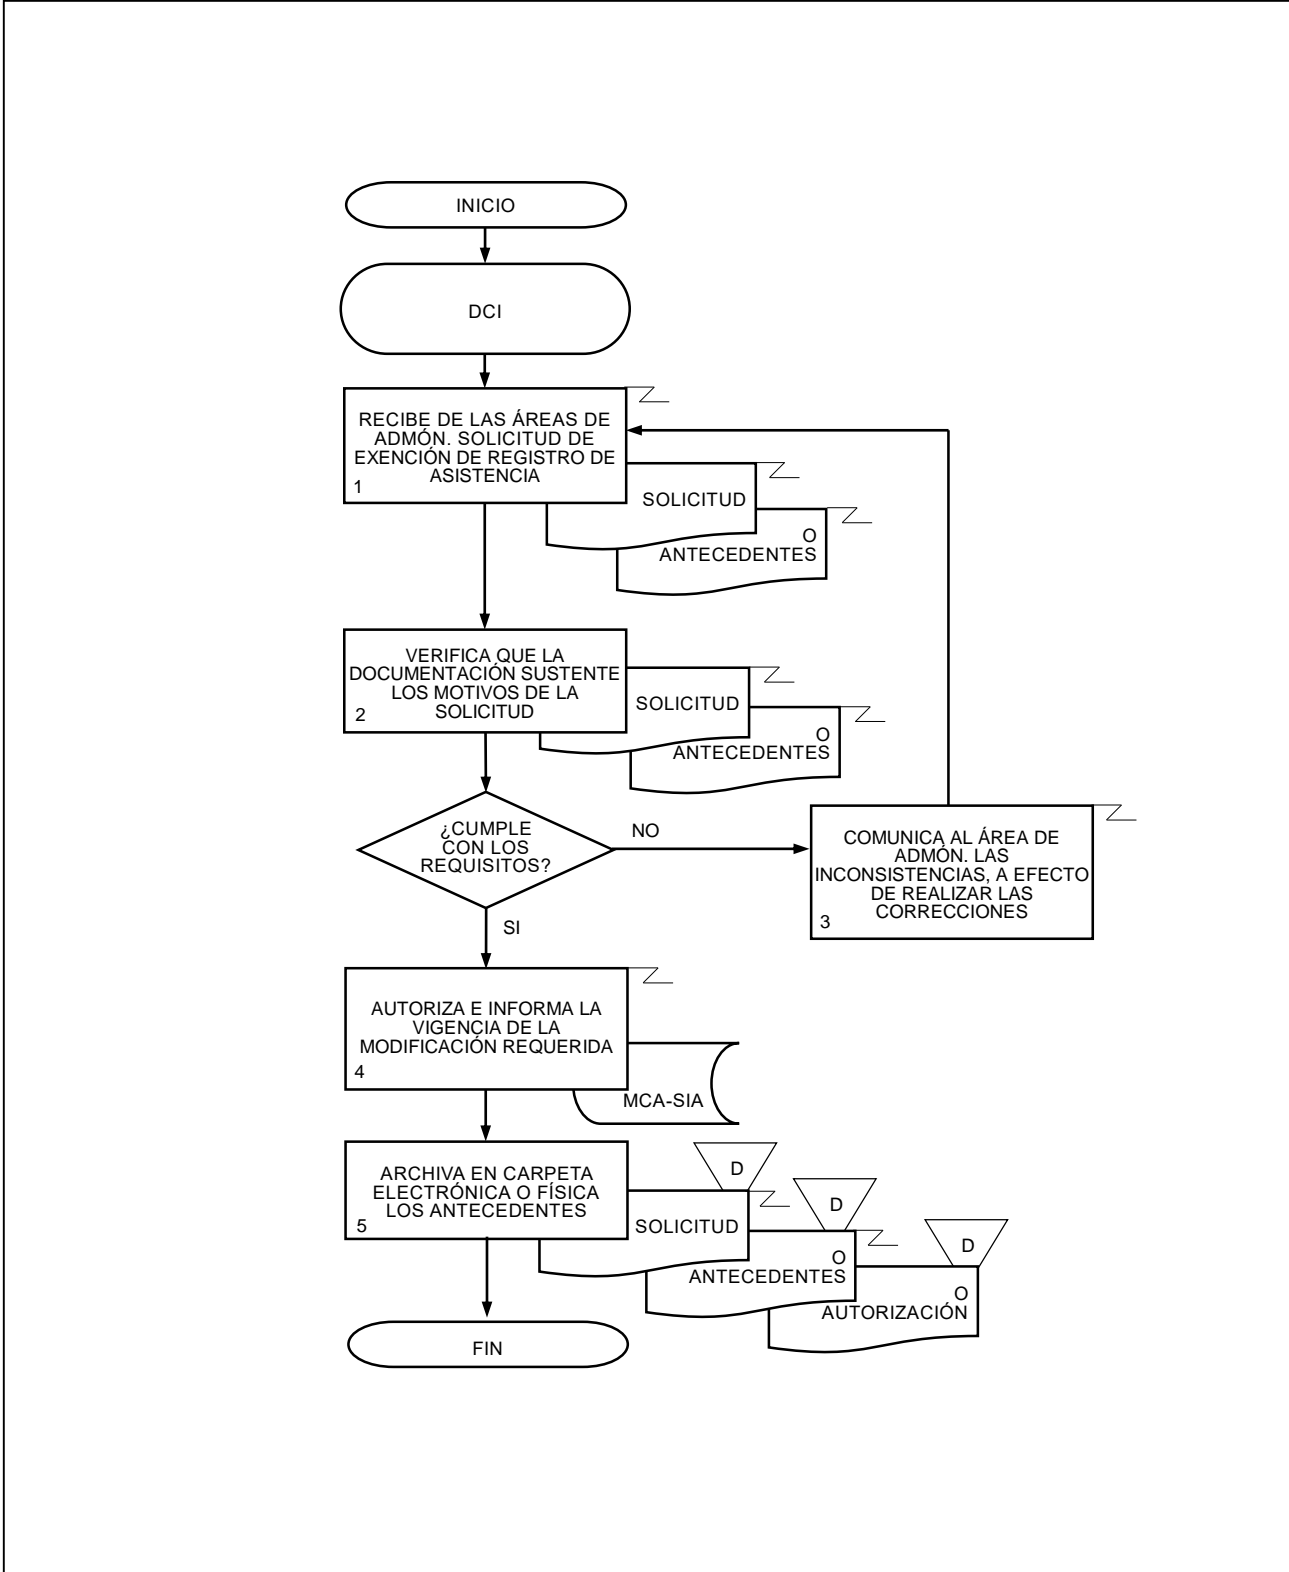 INICIO
DCI
RECIBE DE LAS ÁREAS DE
ADMÓN. SOLICITUD DE
EXENCIÓN DE REGISTRO DE
ASISTENCIA
1
SOLICITUD
O
ANTECEDENTES
VERIFICA QUE LA
DOCUMENTACIÓN SUSTENTE
LOS MOTIVOS DE LA
SOLICITUD
2
SOLICITUD
O
ANTECEDENTES
¿CUMPLE
CON LOS
REQUISITOS?
NO
COMUNICA AL ÁREA DE
ADMÓN. LAS
INCONSISTENCIAS, A EFECTO
DE REALIZAR LAS
CORRECCIONES
3
SI
AUTORIZA E INFORMA LA
VIGENCIA DE LA
MODIFICACIÓN REQUERIDA
4
MCA-SIA
ARCHIVA EN CARPETA
ELECTRÓNICA O FÍSICA
LOS ANTECEDENTES
5
D
SOLICITUD
D
O
ANTECEDENTES
D
O
AUTORIZACIÓN
FIN